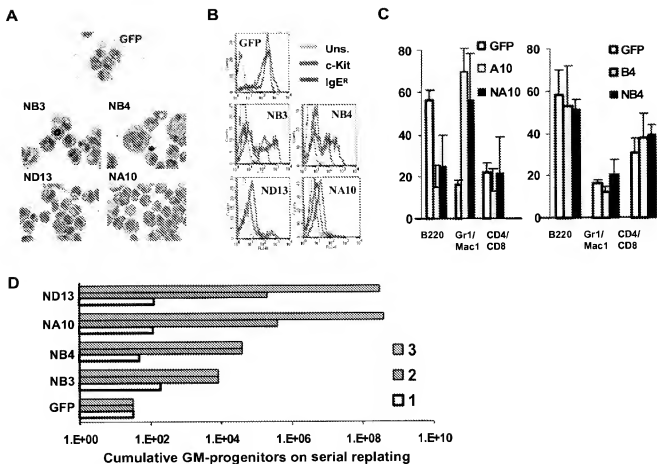 A
GFP
NB3
NB4
ND13
NA10
B
GFP
Uns.
c-Kit
IgEᴿ
NB3
NB4
ND13
NA10
C
80
60
40
20
0
B220
Gr1/
Mac1
CD4/
CD8
GFP
A10
NA10
80
60
40
20
0
B220
Gr1/
Mac1
CD4/
CD8
GFP
B4
NB4
D
ND13
NA10
NB4
NB3
GFP
3
2
1
1.E+00 1.E+02 1.E+04 1.E+06 1.E+08 1.E+10
Cumulative GM-progenitors on serial replating